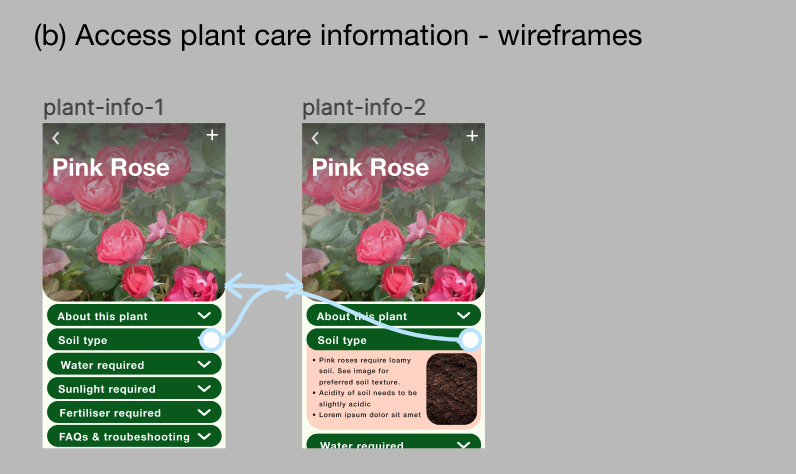 (b) Access plant care information - wireframes
plant-info-1
Pink Rose
About this plant
Soil type
Water required
Sunlight required
Fertiliser required
FAQs & troubeshooting
plant-info-2
Pink Rose
About this plant
Soil type
• Pink roses require loamy
soil. See image for
preferred soil texture.
• Acidity of soil needs to be
slightly acidic
• Lorem ipsum dolor sit amet
Water required